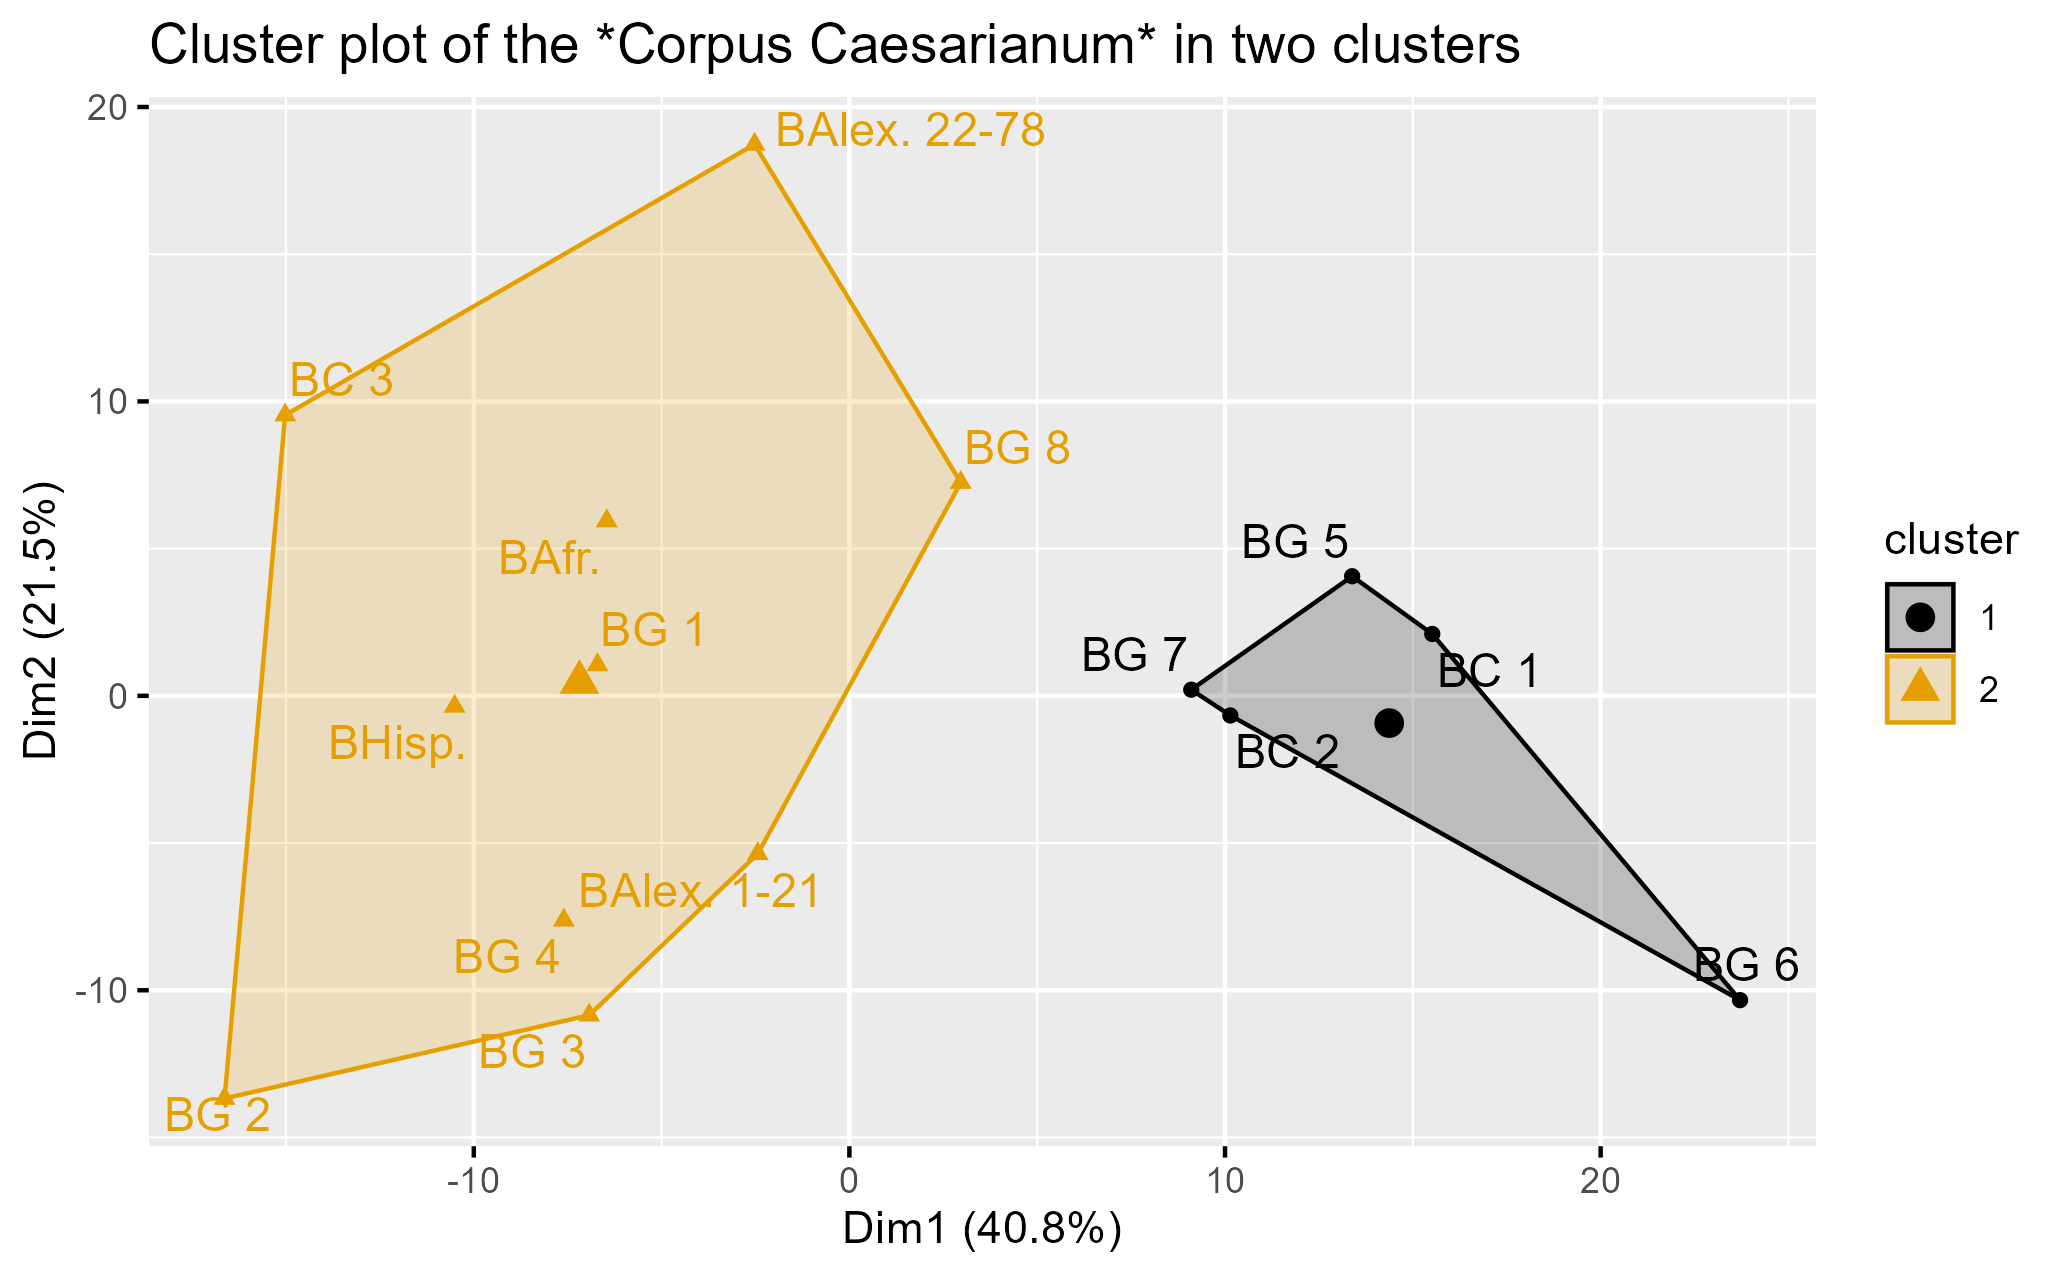 Cluster plot of the *Corpus Caesarianum* in two clusters
20
BAlex. 22-78
BC 3
10
BG 8
BAfr.
BG 5
BG 1
BG 7
BC 1
0
BHisp.
BC 2
BAlex. 1-21
BG 4
BG 6
-10
BG 3
BG 2
-10
0
10
20
Dim1 (40.8%)
Dim2 (21.5%)
cluster
1
2